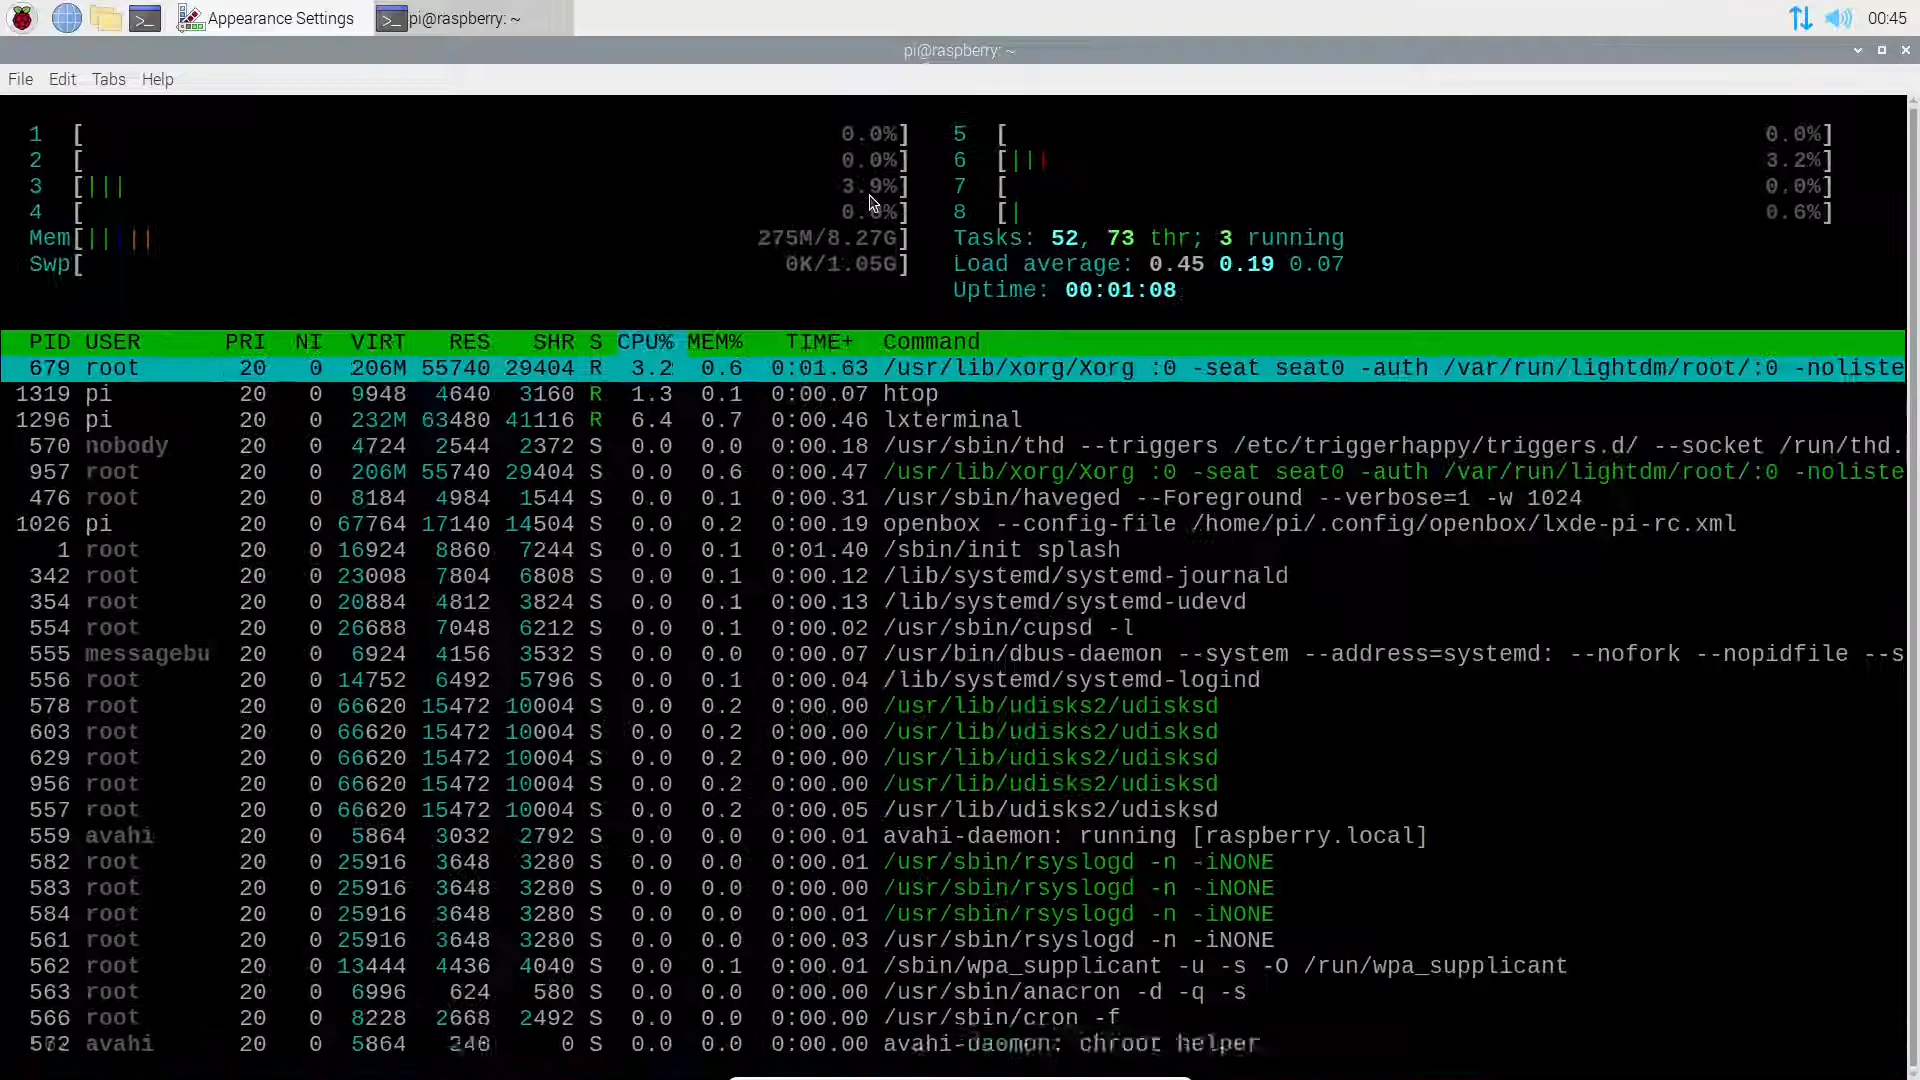 Appearance Settings pi@raspberry: ~ 00:45
pi@raspberry: ~
File Edit Tabs Help
1 [ 0.0%] 5 [ 0.0%]
2 [ 0.0%] 6 [||| 3.2%]
3 [||| 3.9%] 7 [ 0.0%]
4 [ 0.0%] 8 [| 0.6%]
Mem[||||| 275M/8.27G] Tasks: 52, 73 thr; 3 running
Swp[ 0K/1.05G] Load average: 0.45 0.19 0.07
Uptime: 00:01:08
PID USER PRI NI VIRT RES SHR S CPU% MEM% TIME+ Command
679 root 20 0 206M 55740 29404 R 3.2 0.6 0:01.63 /usr/lib/xorg/Xorg :0 -seat seat0 -auth /var/run/lightdm/root/:0 -noliste
1319 pi 20 0 9948 4640 3160 R 1.3 0.1 0:00.07 htop
1296 pi 20 0 232M 63480 41116 R 6.4 0.7 0:00.46 lxterminal
570 nobody 20 0 4724 2544 2372 S 0.0 0.0 0:00.18 /usr/sbin/thd --triggers /etc/triggerhappy/triggers.d/ --socket /run/thd.
957 root 20 0 206M 55740 29404 S 0.0 0.6 0:00.47 /usr/lib/xorg/Xorg :0 -seat seat0 -auth /var/run/lightdm/root/:0 -noliste
476 root 20 0 8184 4984 1544 S 0.0 0.1 0:00.31 /usr/sbin/haveged --Foreground --verbose=1 -w 1024
1026 pi 20 0 67764 17140 14504 S 0.0 0.2 0:00.19 openbox --config-file /home/pi/.config/openbox/lxde-pi-rc.xml
1 root 20 0 16924 8860 7244 S 0.0 0.1 0:01.40 /sbin/init splash
342 root 20 0 23008 7804 6808 S 0.0 0.1 0:00.12 /lib/systemd/systemd-journald
354 root 20 0 20884 4812 3824 S 0.0 0.1 0:00.13 /lib/systemd/systemd-udevd
554 root 20 0 26688 7048 6212 S 0.0 0.1 0:00.02 /usr/sbin/cupsd -l
555 messagebu 20 0 6924 4156 3532 S 0.0 0.0 0:00.07 /usr/bin/dbus-daemon --system --address=systemd: --nofork --nopidfile --s
556 root 20 0 14752 6492 5796 S 0.0 0.1 0:00.04 /lib/systemd/systemd-logind
578 root 20 0 66620 15472 10004 S 0.0 0.2 0:00.00 /usr/lib/udisks2/udisksd
603 root 20 0 66620 15472 10004 S 0.0 0.2 0:00.00 /usr/lib/udisks2/udisksd
629 root 20 0 66620 15472 10004 S 0.0 0.2 0:00.00 /usr/lib/udisks2/udisksd
956 root 20 0 66620 15472 10004 S 0.0 0.2 0:00.00 /usr/lib/udisks2/udisksd
557 root 20 0 66620 15472 10004 S 0.0 0.2 0:00.05 /usr/lib/udisks2/udisksd
559 avahi 20 0 5864 3032 2792 S 0.0 0.0 0:00.01 avahi-daemon: running [raspberry.local]
582 root 20 0 25916 3648 3280 S 0.0 0.0 0:00.01 /usr/sbin/rsyslogd -n -iNONE
583 root 20 0 25916 3648 3280 S 0.0 0.0 0:00.00 /usr/sbin/rsyslogd -n -iNONE
584 root 20 0 25916 3648 3280 S 0.0 0.0 0:00.01 /usr/sbin/rsyslogd -n -iNONE
561 root 20 0 25916 3648 3280 S 0.0 0.0 0:00.03 /usr/sbin/rsyslogd -n -iNONE
562 root 20 0 13444 4436 4040 S 0.0 0.1 0:00.01 /sbin/wpa_supplicant -u -s -O /run/wpa_supplicant
563 root 20 0 6996 624 580 S 0.0 0.0 0:00.00 /usr/sbin/anacron -d -q -s
566 root 20 0 8228 2668 2492 S 0.0 0.0 0:00.00 /usr/sbin/cron -f
avahi 20 0 5864 0 S 0.0 0.0 0:00.00 avahi-daemon: chroot helper